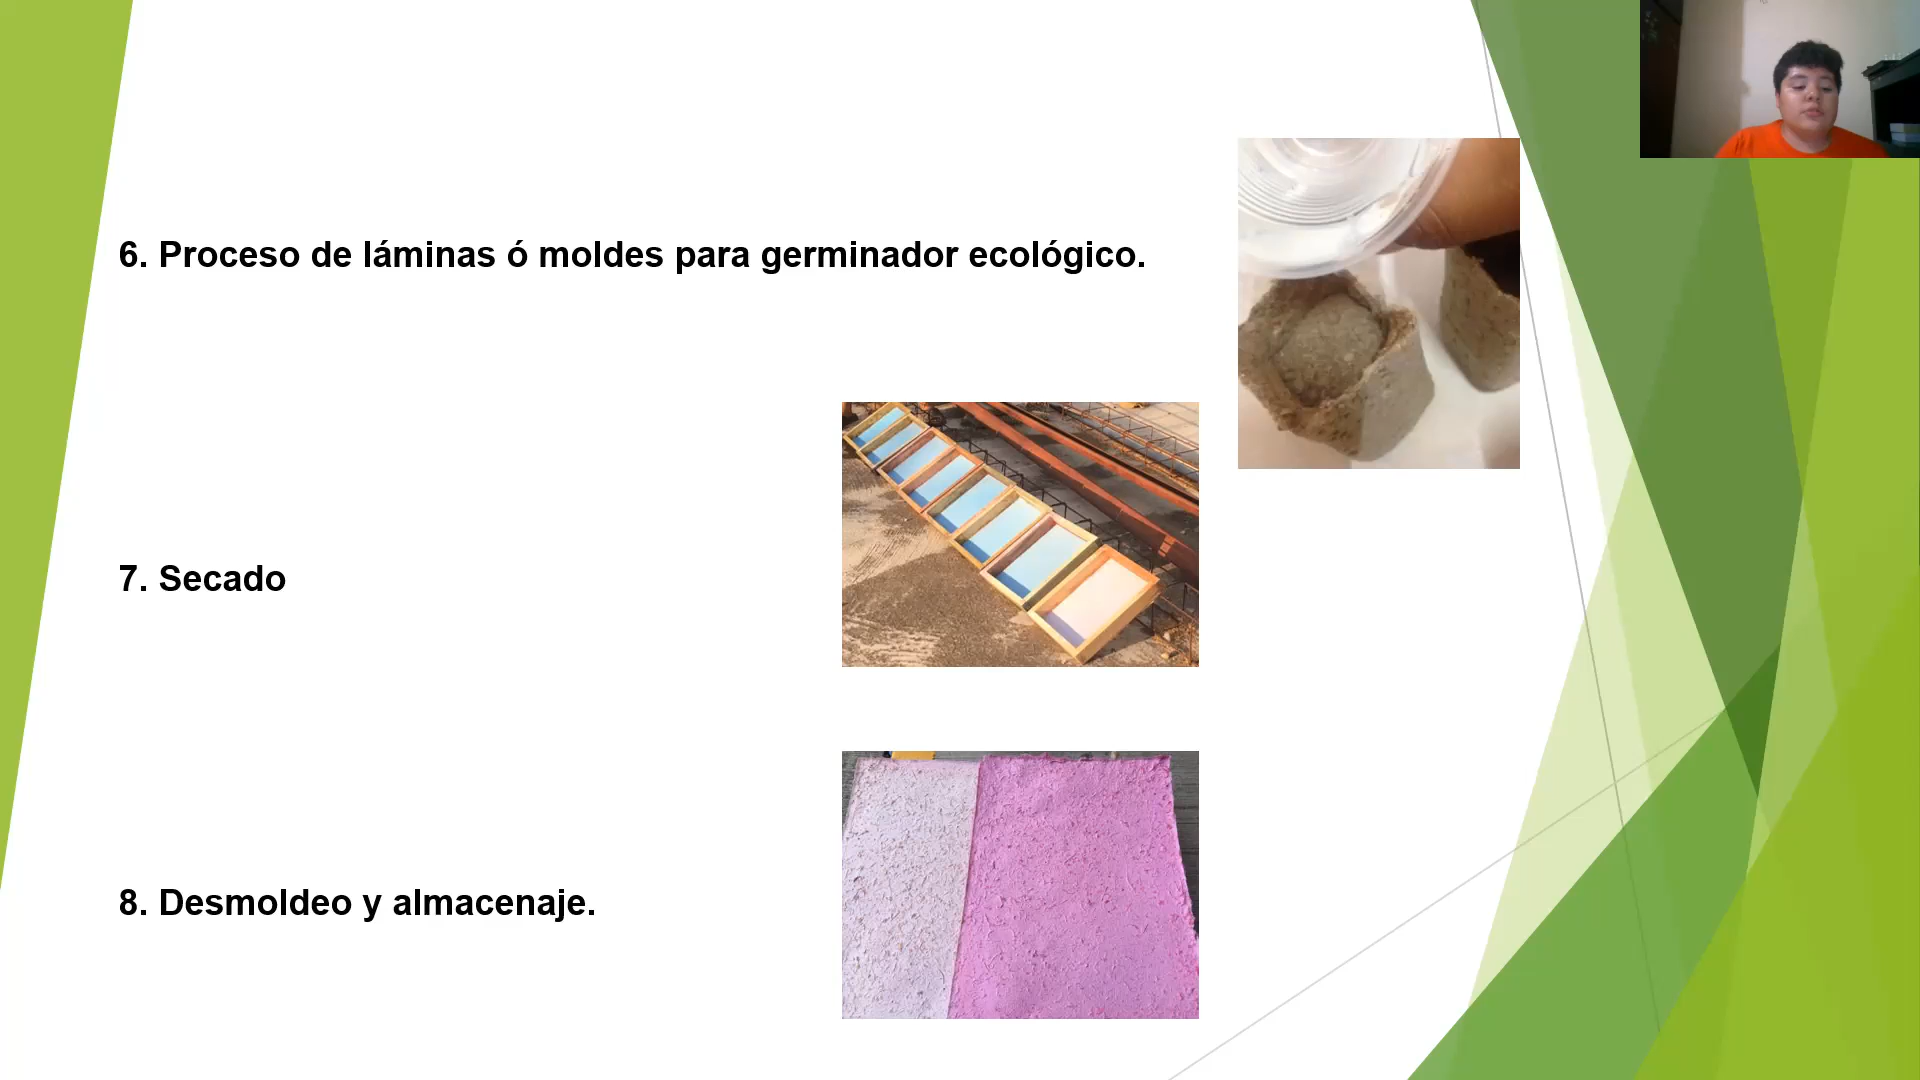 6. Proceso de láminas ó moldes para germinador ecológico.
7. Secado
8. Desmoldeo y almacenaje.